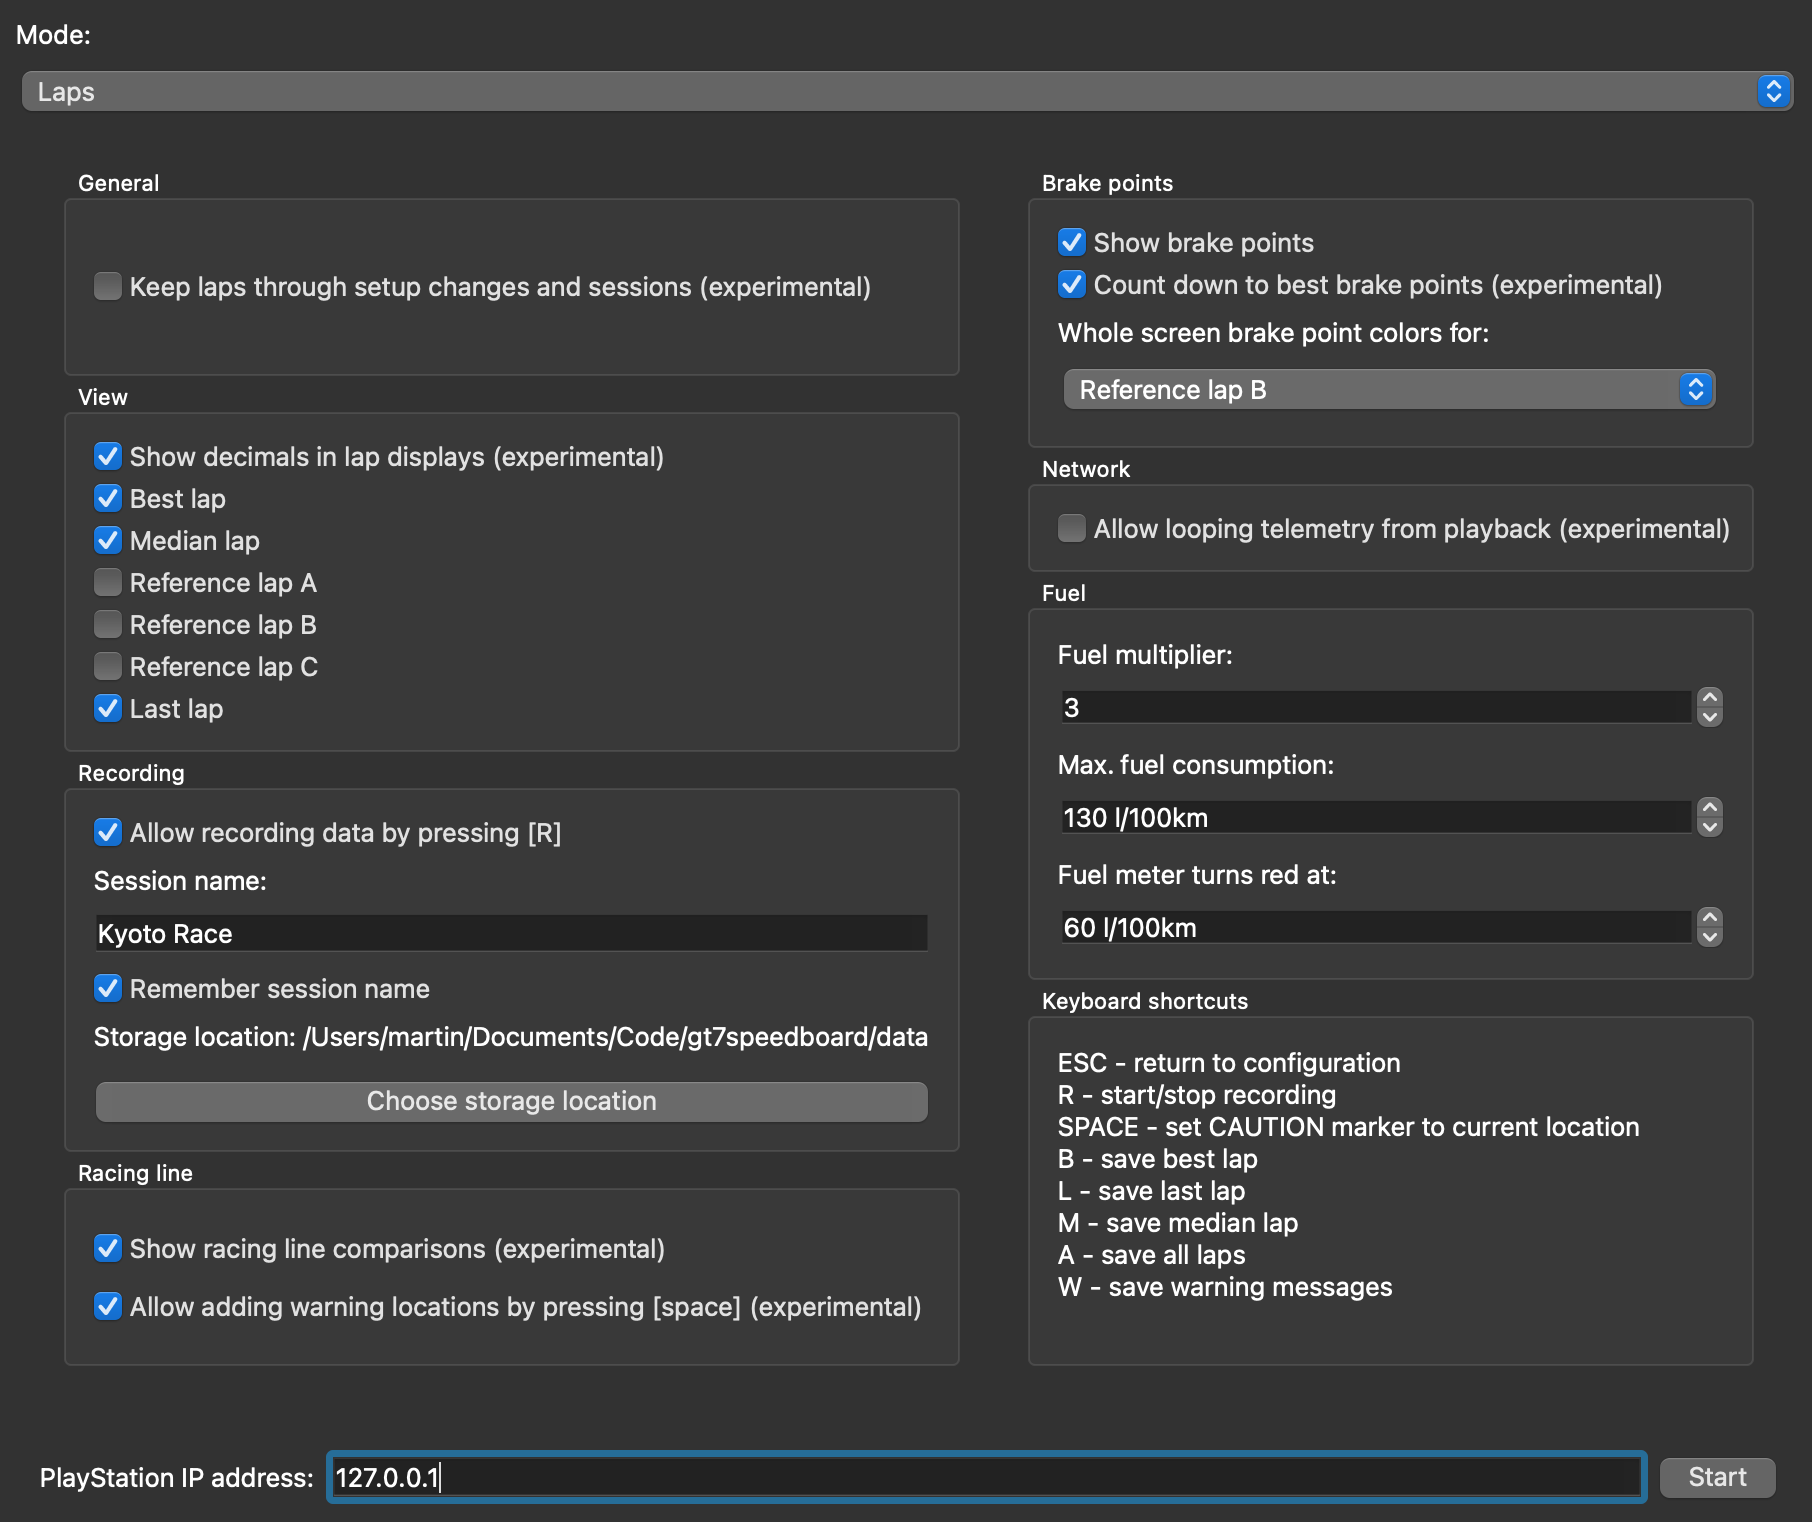 Mode:
Laps
General
Keep laps through setup changes and sessions (experimental)
View
Show decimals in lap displays (experimental)
Best lap
Median lap
Reference lap A
Reference lap B
Reference lap C
Last lap
Recording
Allow recording data by pressing [R]
Session name:
Kyoto Race
Remember session name
Storage location: /Users/martin/Documents/Code/gt7speedboard/data
Choose storage location
Racing line
Show racing line comparisons (experimental)
Allow adding warning locations by pressing [space] (experimental)
Brake points
Show brake points
Count down to best brake points (experimental)
Whole screen brake point colors for:
Reference lap B
Network
Allow looping telemetry from playback (experimental)
Fuel
Fuel multiplier:
3
Max. fuel consumption:
130 l/100km
Fuel meter turns red at:
60 l/100km
Keyboard shortcuts
ESC - return to configuration
R - start/stop recording
SPACE - set CAUTION marker to current location
B - save best lap
L - save last lap
M - save median lap
A - save all laps
W - save warning messages
PlayStation IP address: 127.0.0.1 Start